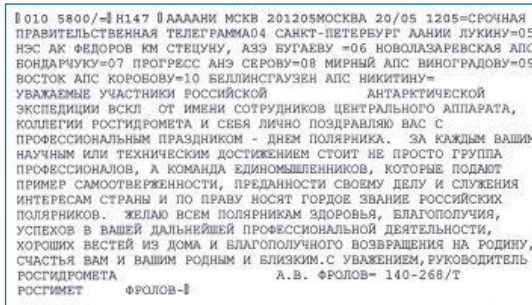 010 5800/= Н147 АААНИ МСКВ 201205МОСКВА 20/05 1205=СРОЧНАЯ
ПРАВИТЕЛЬСТВЕННАЯ ТЕЛЕГРАММА04 САНКТ-ПЕТЕРБУРГ ААНИИ ЛУКИНУ=05
НЭС АК ФЕДОРОВ КМ СТЕЦУНУ, АЗЭ БУГАЕВУ =06 НОВОЛАЗАРЕВСКАЯ АПС
БОНДАРЧУКУ=07 ПРОГРЕСС АНЭ СЕРОВУ=08 МИРНЫЙ АПС ВИНОГРАДОВУ=09
ВОСТОК АПС КОРОБОВУ=10 БЕЛЛИНСГАУЗЕН АПС НИКИТИНУ=
УВАЖАЕМЫЕ УЧАСТНИКИ РОССИЙСКОЙ АНТАРКТИЧЕСКОЙ
ЭКСПЕДИЦИИ ВСКЛ ОТ ИМЕНИ СОТРУДНИКОВ ЦЕНТРАЛЬНОГО АППАРАТА,
КОЛЛЕГИИ РОСГИДРОМЕТА И СЕБЯ ЛИЧНО ПОЗДРАВЛЯЮ ВАС С
ПРОФЕССИОНАЛЬНЫМ ПРАЗДНИКОМ - ДНЕМ ПОЛЯРНИКА. ЗА КАЖДЫМ ВАШИМ
НАУЧНЫМ ИЛИ ТЕХНИЧЕСКИМ ДОСТИЖЕНИЕМ СТОИТ НЕ ПРОСТО ГРУППА
ПРОФЕССИОНАЛОВ, А КОМАНДА ЕДИНОМЫШЛЕННИКОВ, КОТОРЫЕ ПОДАЮТ
ПРИМЕР САМООТВЕРЖЕННОСТИ, ПРЕДАННОСТИ СВОЕМУ ДЕЛУ И СЛУЖЕНИЯ
ИНТЕРЕСАМ СТРАНЫ И ПО ПРАВУ НОСЯТ ГОРДОЕ ЗВАНИЕ РОССИЙСКИХ
ПОЛЯРНИКОВ. ЖЕЛАЮ ВСЕМ ПОЛЯРНИКАМ ЗДОРОВЬЯ, БЛАГОПОЛУЧИЯ,
УСПЕХОВ В ВАШЕЙ ДАЛЬНЕЙШЕЙ ПРОФЕССИОНАЛЬНОЙ ДЕЯТЕЛЬНОСТИ,
ХОРОШИХ ВЕСТЕЙ ИЗ ДОМА И БЛАГОПОЛУЧНОГО ВОЗВРАЩЕНИЯ НА РОДИНУ,
СЧАСТЬЯ ВАМ И ВАШИМ РОДНЫМ И БЛИЗКИМ.С УВАЖЕНИЕМ,РУКОВОДИТЕЛЬ
РОСГИДРОМЕТА А.В. ФРОЛОВ= 140-268/Т
РОСГИМЕТ ФРОЛОВ-